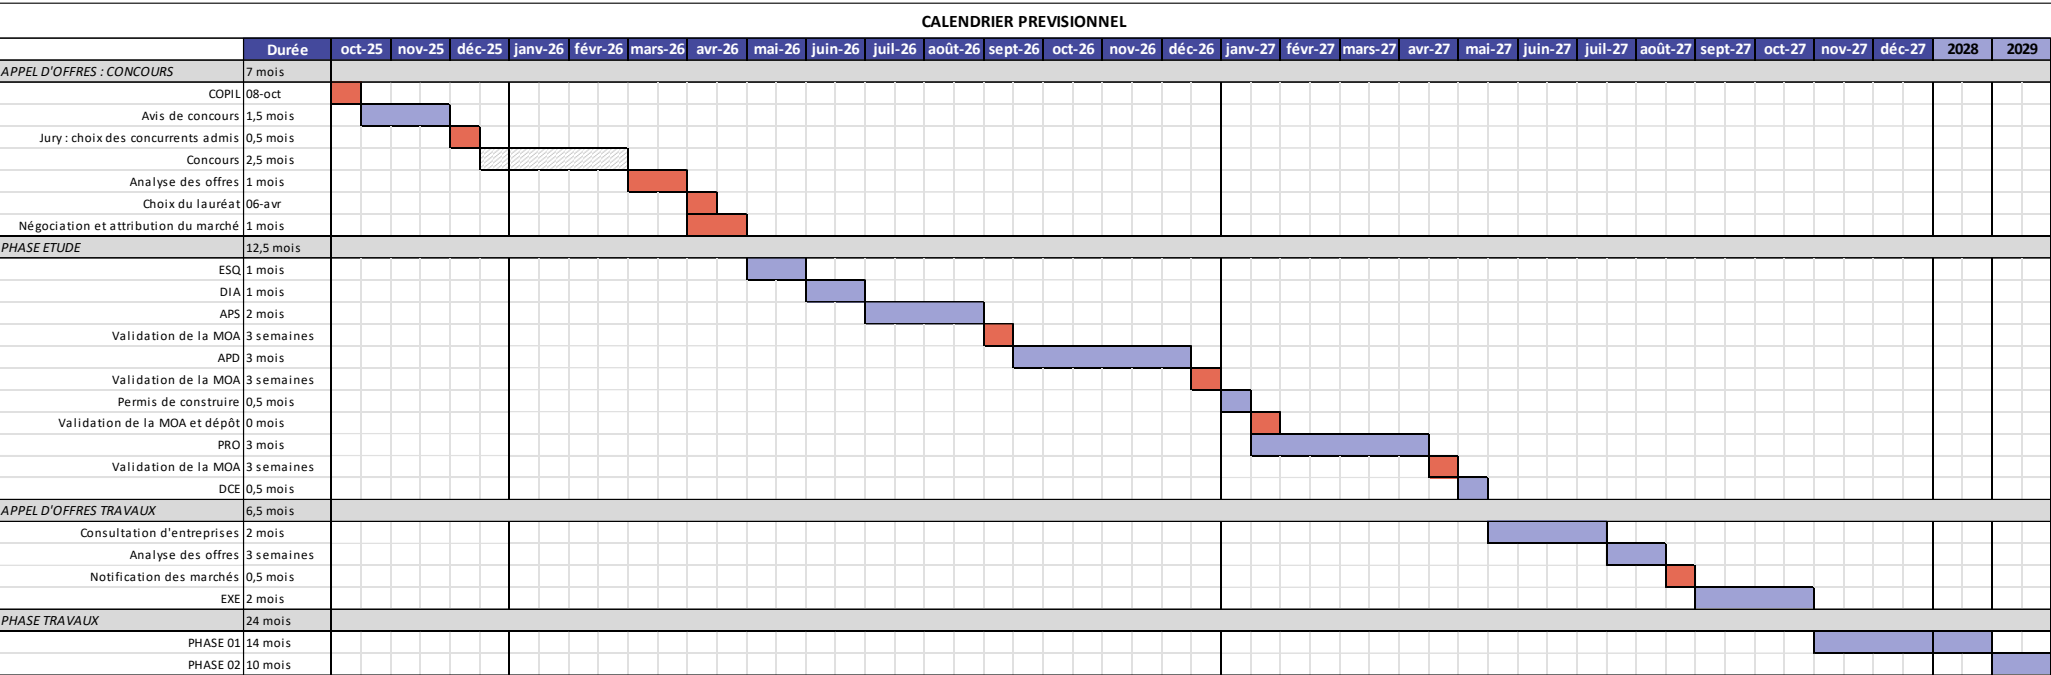 CALENDRIER PREVISIONNEL
Durée oct-25 nov-25 déc-25 janv-26 févr-26 mars-26 avr-26 mai-26 juin-26 juil-26 août-26 sept-26 oct-26 nov-26 déc-26 janv-27 févr-27 mars-27 avr-27 mai-27 juin-27 juil-27 août-27 sept-27 oct-27 nov-27 déc-27 2028 2029
APPEL D'OFFRES : CONCOURS 7 mois
COPIL 08-oct
Avis de concours 1,5 mois
Jury : choix des concurrents admis 0,5 mois
Concours 2,5 mois
Analyse des offres 1 mois
Choix du lauréat 06-avr
Négociation et attribution du marché 1 mois
PHASE ETUDE 12,5 mois
ESQ 1 mois
DIA 1 mois
APS 2 mois
Validation de la MOA 3 semaines
APD 3 mois
Validation de la MOA 3 semaines
Permis de construire 0,5 mois
Validation de la MOA et dépôt 0 mois
PRO 3 mois
Validation de la MOA 3 semaines
DCE 0,5 mois
APPEL D'OFFRES TRAVAUX 6,5 mois
Consultation d'entreprises 2 mois
Analyse des offres 3 semaines
Notification des marchés 0,5 mois
EXE 2 mois
PHASE TRAVAUX 24 mois
PHASE 01 14 mois
PHASE 02 10 mois